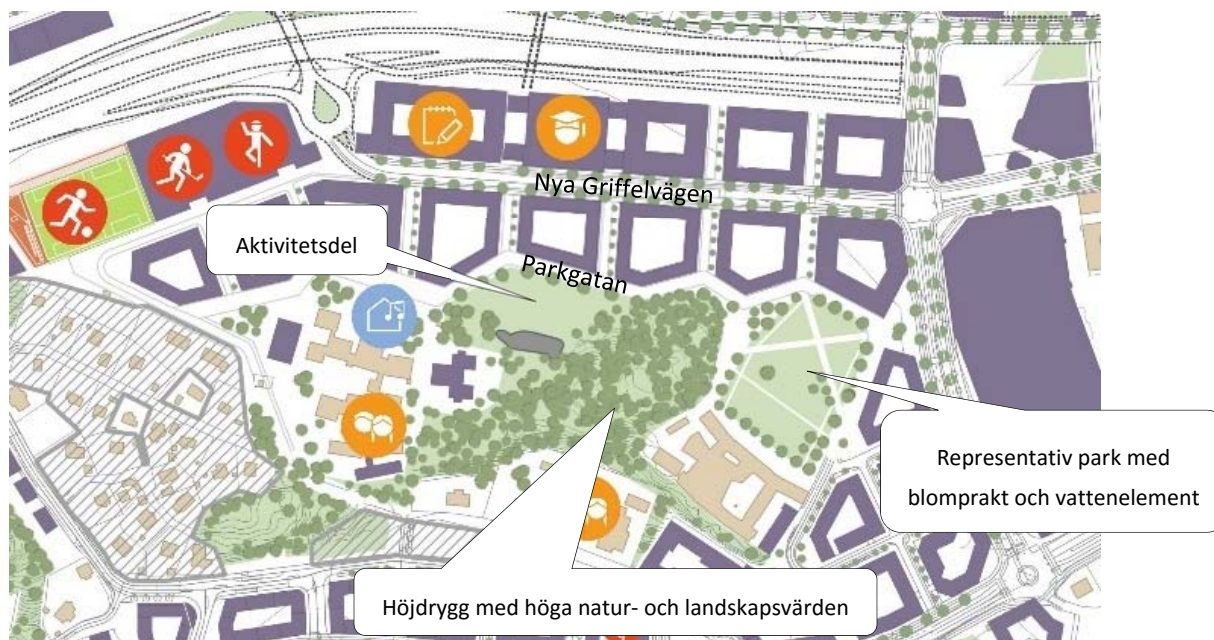 Nya Griffelvägen
Aktivitetsdel
Parkgatan
Representativ park med
blomprakt och vattenelement
Höjdrygg med höga natur- och landskapsvärden